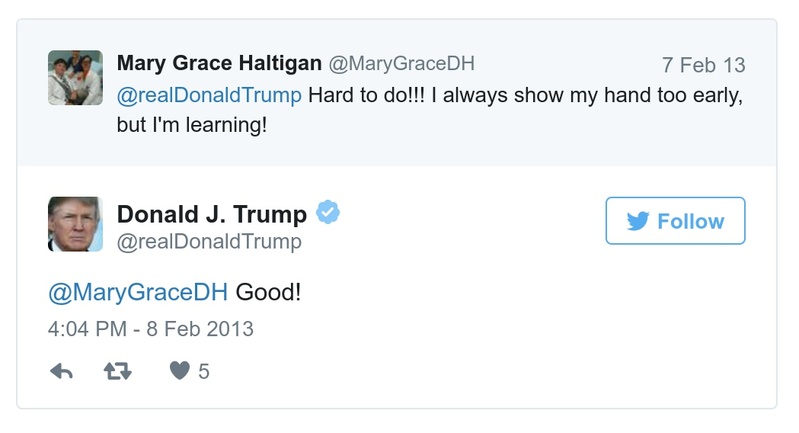 Mary Grace Haltigan @MaryGraceDH 7 Feb 13
@realDonaldTrump Hard to do!!! I always show my hand too early,
but I'm learning!
Donald J. Trump
@realDonaldTrump
Follow
@MaryGraceDH Good!
4:04 PM - 8 Feb 2013
5